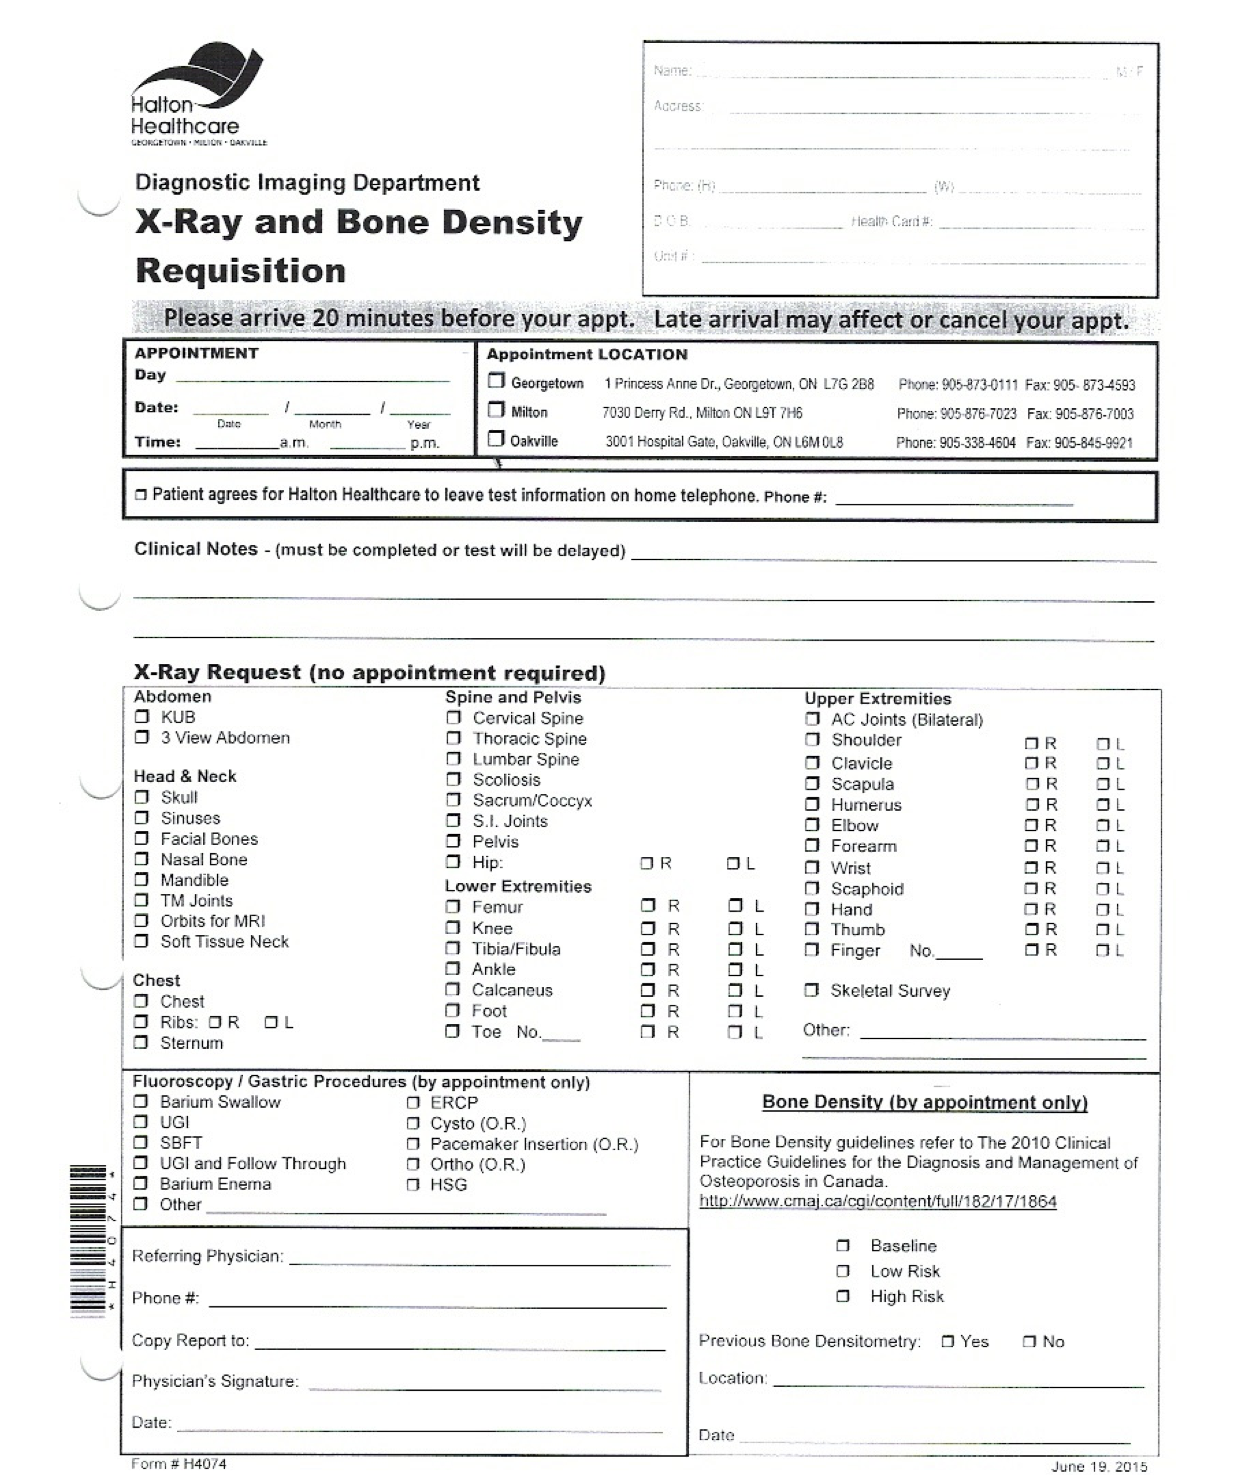 Halton
Healthcare
GEORGETOWN • MILTON • OAKVILLE
Name: M / F
Address:
Phone: (H) (W)
D.O.B. Health Card #:
Unit #:
Diagnostic Imaging Department
X-Ray and Bone Density
Requisition
Please arrive 20 minutes before your appt. Late arrival may affect or cancel your appt.
APPOINTMENT
Day
Date: / /
Date Month Year
Time: a.m. p.m.
Appointment LOCATION
☐ Georgetown 1 Princess Anne Dr., Georgetown, ON L7G 2B8 Phone: 905-873-0111 Fax: 905- 873-4593
☐ Milton 7030 Derry Rd., Milton ON L9T 7H6 Phone: 905-876-7023 Fax: 905-876-7003
☐ Oakville 3001 Hospital Gate, Oakville, ON L6M 0L8 Phone: 905-338-4604 Fax: 905-845-9921
☐ Patient agrees for Halton Healthcare to leave test information on home telephone. Phone #:
Clinical Notes - (must be completed or test will be delayed)
X-Ray Request (no appointment required)
Abdomen
☐ KUB
☐ 3 View Abdomen
Head & Neck
☐ Skull
☐ Sinuses
☐ Facial Bones
☐ Nasal Bone
☐ Mandible
☐ TM Joints
☐ Orbits for MRI
☐ Soft Tissue Neck
Chest
☐ Chest
☐ Ribs: ☐ R ☐ L
☐ Sternum
Spine and Pelvis
☐ Cervical Spine
☐ Thoracic Spine
☐ Lumbar Spine
☐ Scoliosis
☐ Sacrum/Coccyx
☐ S.I. Joints
☐ Pelvis
☐ Hip: ☐ R ☐ L
Lower Extremities
☐ Femur ☐ R ☐ L
☐ Knee ☐ R ☐ L
☐ Tibia/Fibula ☐ R ☐ L
☐ Ankle ☐ R ☐ L
☐ Calcaneus ☐ R ☐ L
☐ Foot ☐ R ☐ L
☐ Toe No. ☐ R ☐ L
Upper Extremities
☐ AC Joints (Bilateral)
☐ Shoulder ☐ R ☐ L
☐ Clavicle ☐ R ☐ L
☐ Scapula ☐ R ☐ L
☐ Humerus ☐ R ☐ L
☐ Elbow ☐ R ☐ L
☐ Forearm ☐ R ☐ L
☐ Wrist ☐ R ☐ L
☐ Scaphoid ☐ R ☐ L
☐ Hand ☐ R ☐ L
☐ Thumb ☐ R ☐ L
☐ Finger No. ☐ R ☐ L
☐ Skeletal Survey
Other:
Fluoroscopy / Gastric Procedures (by appointment only)
☐ Barium Swallow
☐ UGI
☐ SBFT
☐ UGI and Follow Through
☐ Barium Enema
☐ Other
☐ ERCP
☐ Cysto (O.R.)
☐ Pacemaker Insertion (O.R.)
☐ Ortho (O.R.)
☐ HSG
Bone Density (by appointment only)
For Bone Density guidelines refer to The 2010 Clinical
Practice Guidelines for the Diagnosis and Management of
Osteoporosis in Canada.
http://www.cmaj.ca/cgi/content/full/182/17/1864
☐ Baseline
☐ Low Risk
☐ High Risk
Previous Bone Densitometry: ☐ Yes ☐ No
Location:
Date
Referring Physician:
Phone #:
Copy Report to:
Physician's Signature:
Date:
*H4074*
Form # H4074
June 19, 2015